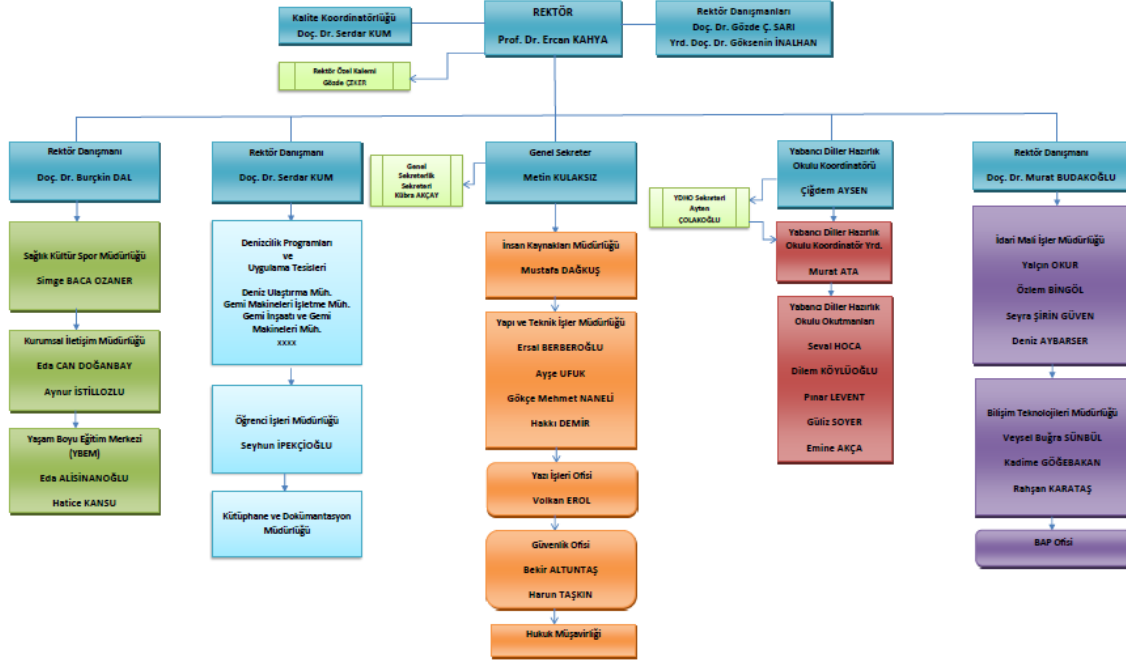 Kalite Koordinatörlüğü
Doç. Dr. Serdar KUM
REKTÖR
Prof. Dr. Ercan KAHYA
Rektör Danışmanları
Doç. Dr. Gözde Ç. SARI
Yrd. Doç. Dr. Göksenin İNALHAN
Rektör Özel Kalemi
Gözde ÇEKER
Rektör Danışmanı
Doç. Dr. Burçkin DAL
Sağlık Kültür Spor Müdürlüğü
Simge BACA OZANER
Kurumsal İletişim Müdürlüğü
Eda CAN DOĞANBAY
Aynur İSTİLLOZLU
Yaşam Boyu Eğitim Merkezi
(YBEM)
Eda ALİSİNANOĞLU
Hatice KANSU
Rektör Danışmanı
Doç. Dr. Serdar KUM
Denizcilik Programları
ve
Uygulama Tesisleri
Deniz Ulaştırma Müh.
Gemi Makineleri İşletme Müh.
Gemi İnşaatı ve Gemi
Makineleri Müh.
xxxx
Öğrenci İşleri Müdürlüğü
Seyhun İPEKÇİOĞLU
Kütüphane ve Dokümantasyon
Müdürlüğü
Genel
Sekreterlik
Sekreteri
Kübra AKÇAY
Genel Sekreter
Metin KULAKSIZ
İnsan Kaynakları Müdürlüğü
Mustafa DAĞKUŞ
Yapı ve Teknik İşler Müdürlüğü
Ersal BERBEROĞLU
Ayşe UFUK
Gökçe Mehmet NANELİ
Hakkı DEMİR
Yazı İşleri Ofisi
Volkan EROL
Güvenlik Ofisi
Bekir ALTUNTAŞ
Harun TAŞKIN
Hukuk Müşavirliği
Yabancı Diller Hazırlık
Okulu Koordinatörü
Çiğdem AYSEN
YDHO Sekreteri
Ayten
ÇOLAKOĞLU
Yabancı Diller Hazırlık
Okulu Koordinatör Yrd.
Murat ATA
Yabancı Diller Hazırlık
Okulu Okutmanları
Seval HOCA
Dilem KÖYLÜOĞLU
Pınar LEVENT
Güliz SOYER
Emine AKÇA
Rektör Danışmanı
Doç. Dr. Murat BUDAKOĞLU
İdari Mali İşler Müdürlüğü
Yalçın OKUR
Özlem BİNGÖL
Seyra ŞİRİN GÜVEN
Deniz AYBARSER
Bilişim Teknolojileri Müdürlüğü
Veysel Buğra SÜNBÜL
Kadime GÖĞEBAKAN
Rahşan KARATAŞ
BAP Ofisi